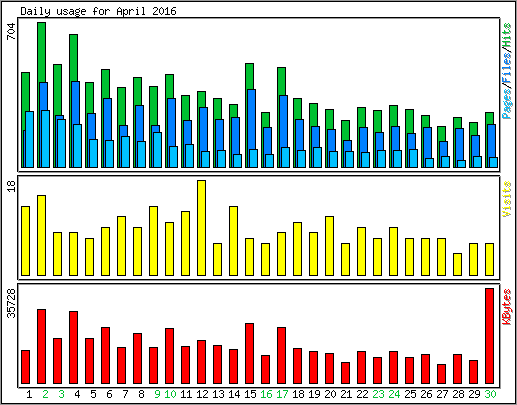 Daily usage for April 2016
704
Pages/Files/Hits
18
Visits
35728
KBytes
1 2 3 4 5 6 7 8 9 10 11 12 13 14 15 16 17 18 19 20 21 22 23 24 25 26 27 28 29 30